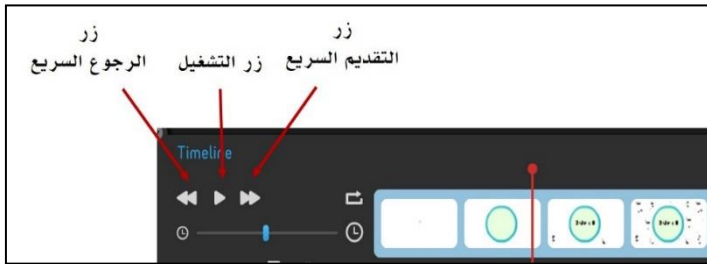 زر
التقديم السريع
زر التشغيل
زر
الرجوع السريع
Timeline